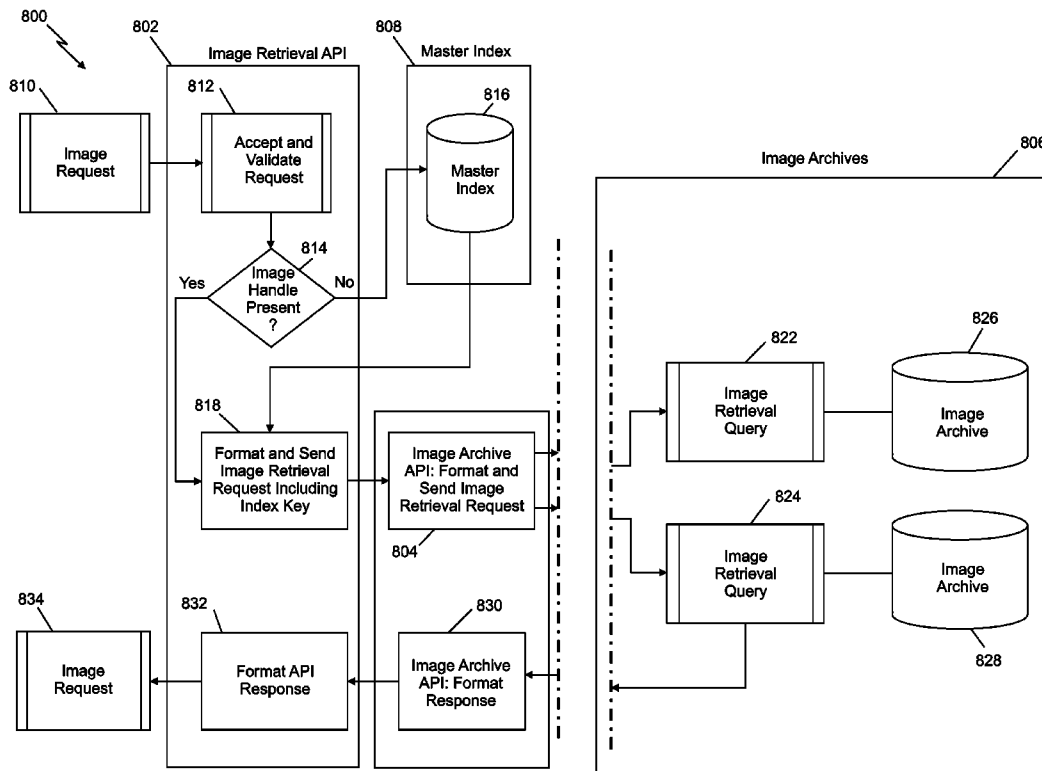 800
802
Image Retrieval API
808
Master Index
810
Image
Request
812
Accept and
Validate
Request
816
Master
Index
806
Image Archives
814
Image
Handle
Present
?
Yes
No
818
Format and Send
Image Retrieval
Request Including
Index Key
Image Archive
API: Format and
Send Image
Retrieval Request
804
822
Image
Retrieval
Query
826
Image
Archive
824
Image
Retrieval
Query
Image
Archive
828
834
Image
Request
832
Format API
Response
830
Image Archive
API: Format
Response